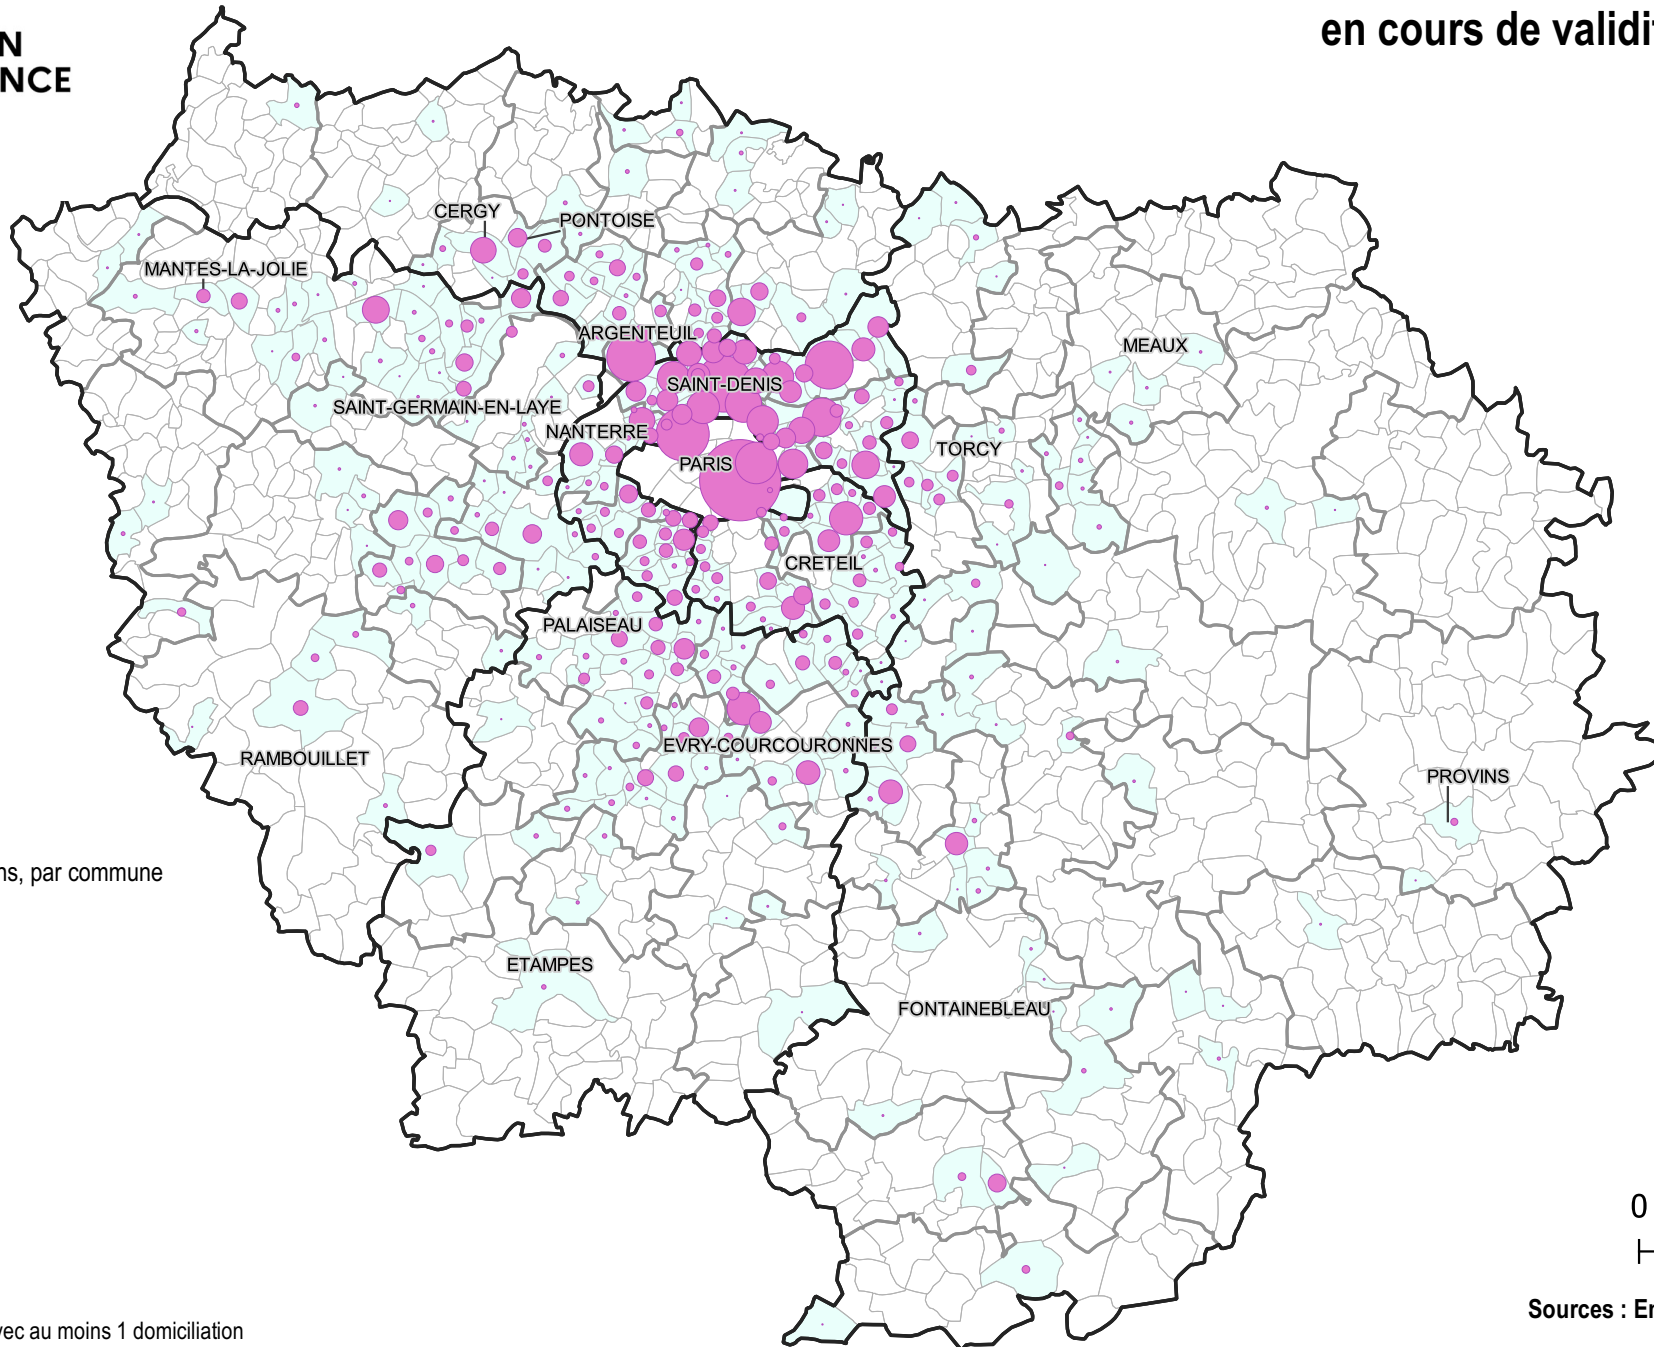 en cours de validit
N
NCE
CERGY
PONTOISE
MANTES-LA-JOLIE
ARGENTEUIL
MEAUX
SAINT-DENIS
SAINT-GERMAIN-EN-LAYE
NANTERRE
TORCY
PARIS
CRETEIL
PALAISEAU
EVRY-COURCOURONNES
RAMBOUILLET
PROVINS
ns, par commune
ETAMPES
FONTAINEBLEAU
0
Sources : Er
vec au moins 1 domiciliation